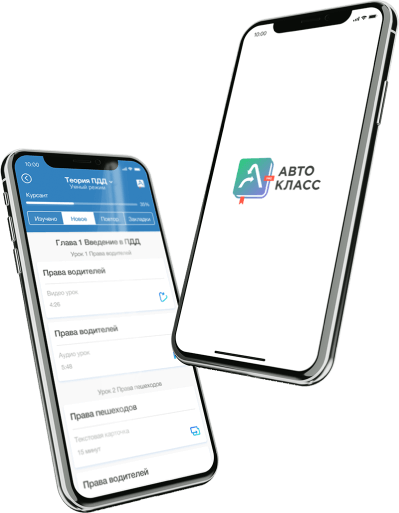 10:00
АВТО
КЛАСС
10:00
Теория ПДД
Умный режим
Курсант
35%
Изучено
Новое
Повтор
Закладки
Глава 1 Введение в ПДД
Урок 1 Права водителей
Права водителей
Видео урок
4:26
Права водителей
Аудио урок
5:48
Урок 2 Права пешеходов
Права пешеходов
Текстовая карточка
15 минут
Права водителей